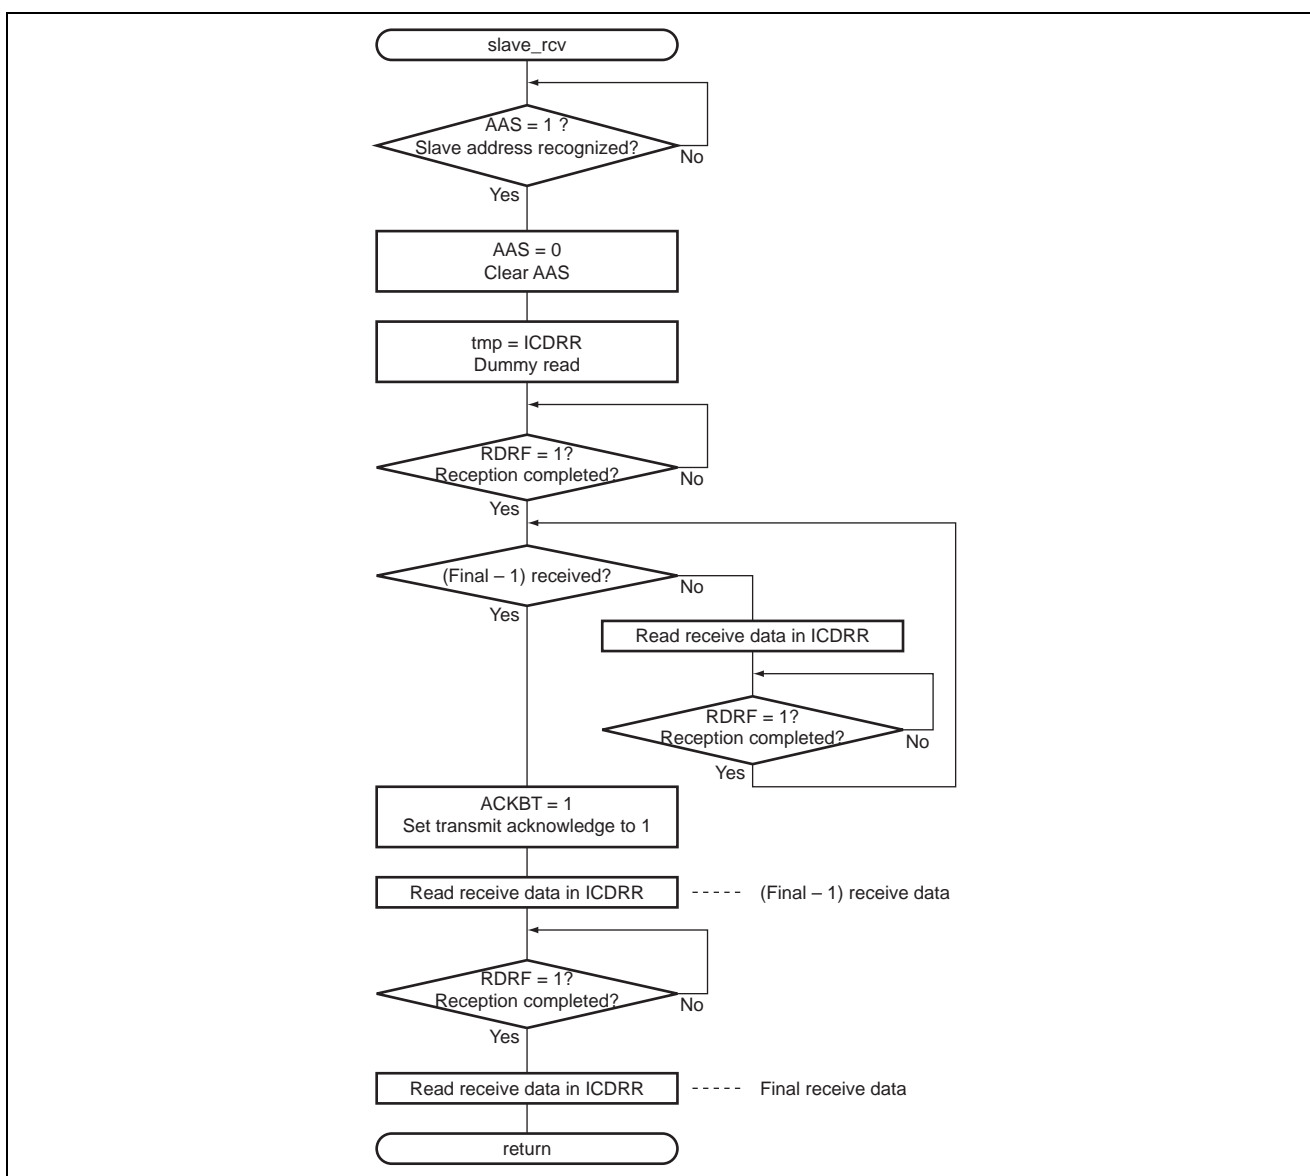 slave_rcv
AAS = 1 ?
Slave address recognized?
No
Yes
AAS = 0
Clear AAS
tmp = ICDRR
Dummy read
RDRF = 1?
Reception completed?
No
Yes
(Final – 1) received?
No
Yes
Read receive data in ICDRR
RDRF = 1?
Reception completed?
No
Yes
ACKBT = 1
Set transmit acknowledge to 1
Read receive data in ICDRR ----- (Final – 1) receive data
RDRF = 1?
Reception completed?
No
Yes
Read receive data in ICDRR ----- Final receive data
return